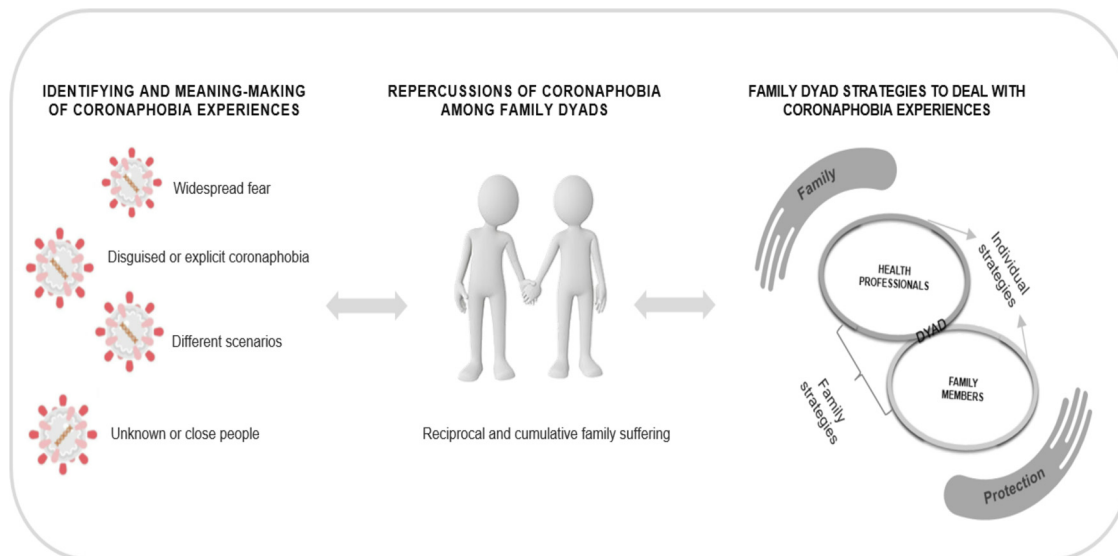 IDENTIFYING AND MEANING-MAKING
OF CORONAPHOBIA EXPERIENCES
Widespread fear
Disguised or explicit coronaphobia
Different scenarios
Unknown or close people
REPERCUSSIONS OF CORONAPHOBIA
AMONG FAMILY DYADS
Reciprocal and cumulative family suffering
FAMILY DYAD STRATEGIES TO DEAL WITH
CORONAPHOBIA EXPERIENCES
Family
HEALTH
PROFESSIONALS
Individual
strategies
DYAD
FAMILY
MEMBERS
Family
strategies
Protection